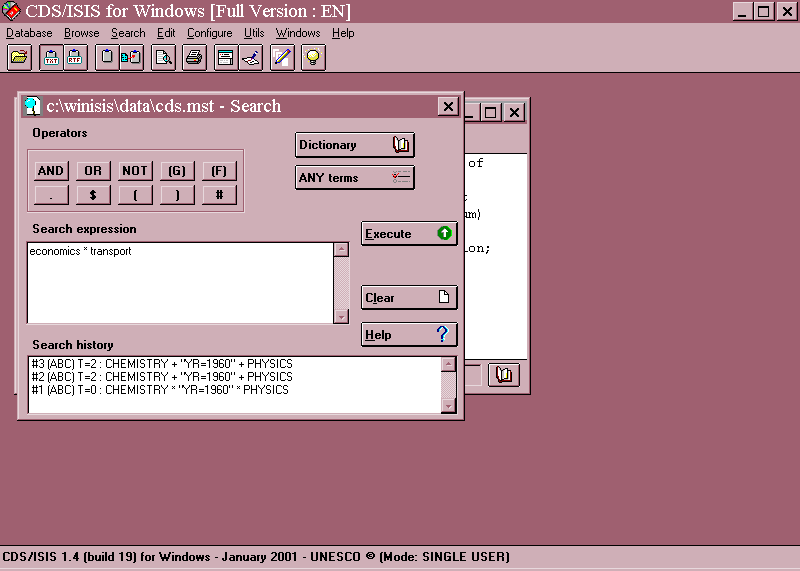 CDS/ISIS for Windows [Full Version : EN]
Database Browse Search Edit Configure Utils Windows Help
TXT RTF
c:\winisis\data\cds.mst - Search
Operators
AND OR NOT (G) (F)
. $ ( ) #
Dictionary
ANY terms
of
;
um)
ion;
Search expression
economics * transport
Execute
Clear
Help
Search history
#3 (ABC) T=2 : CHEMISTRY + "YR=1960" + PHYSICS
#2 (ABC) T=2 : CHEMISTRY + "YR=1960" + PHYSICS
#1 (ABC) T=0 : CHEMISTRY * "YR=1960" * PHYSICS
CDS/ISIS 1.4 (build 19) for Windows - January 2001 - UNESCO © (Mode: SINGLE USER)